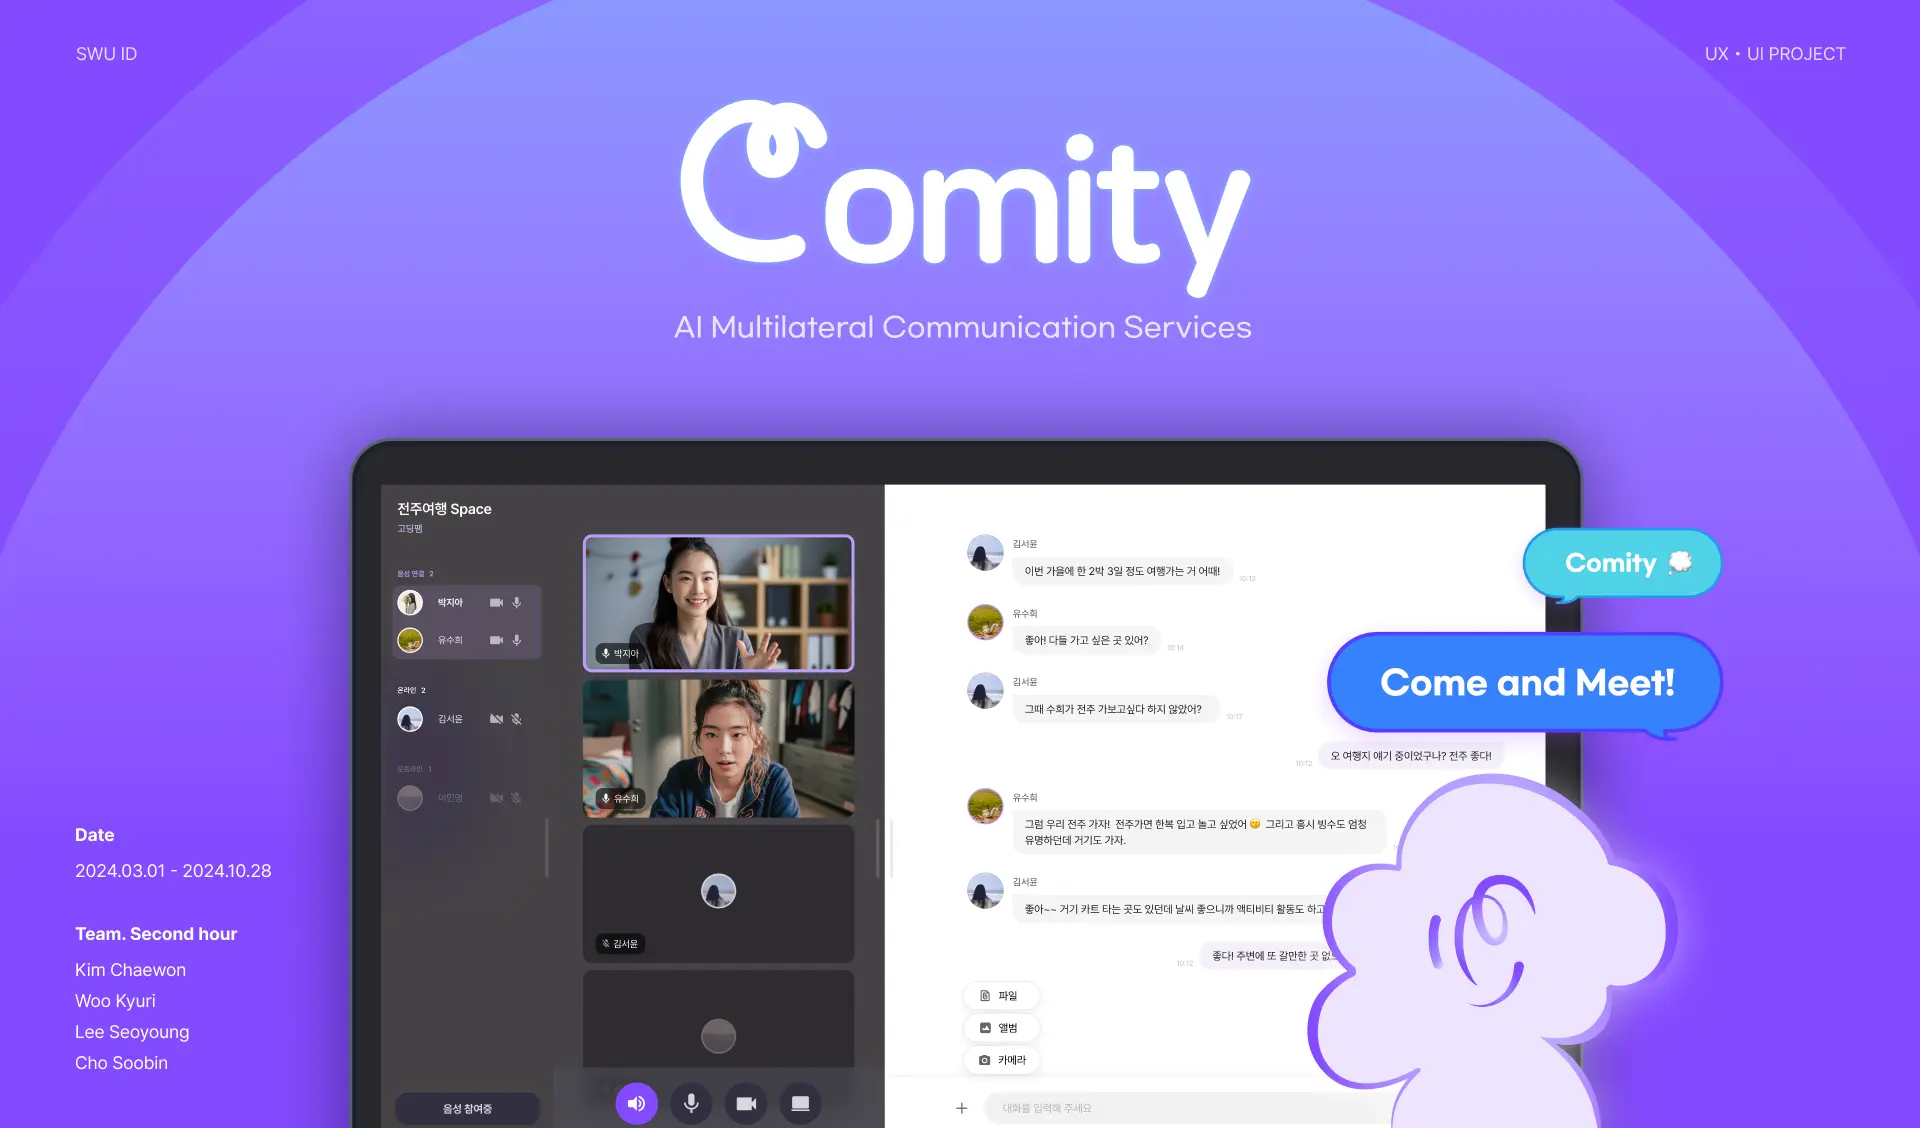 SWU ID
UX • UI PROJECT
Comity
AI Multilateral Communication Services
전주여행 Space
고딩팸
음성 연결 2
박지아
유수희
온라인 2
김서윤
오프라인 1
이민영
음성 참여중
박지아
유수희
김서윤
김서윤
이번 가을에 한 2박 3일 정도 여행가는 거 어때!
10:12
유수희
좋아! 다들 가고 싶은 곳 있어?
10:14
김서윤
그때 수희가 전주 가보고싶다 하지 않았어?
10:17
오 여행지 얘기 중이었구나? 전주 좋다!
10:12
유수희
그럼 우리 전주 가자! 전주가면 한복 입고 놀고 싶었어 😋 그리고 홍시 빙수도 엄청
유명하던데 거기도 가자.
김서윤
좋아~~ 거기 카트 타는 곳도 있던데 날씨 좋으니까 액티비티 활동도 하고
좋다! 주변에 또 갈만한 곳
10:12
파일
앨범
카메라
대화를 입력해 주세요
Comity 💭
Come and Meet!
Date
2024.03.01 - 2024.10.28
Team. Second hour
Kim Chaewon
Woo Kyuri
Lee Seoyoung
Cho Soobin